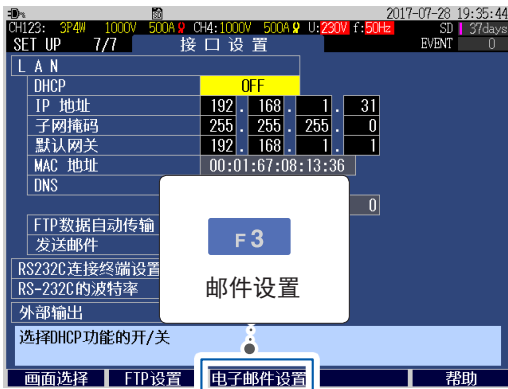 2017-07-28 19:35:44
CH123: 3P4W 1000V 500A CH4:1000V 500A U:230V f:50Hz SD 37days
SET UP 7/7 接口设置 EVENT 0
LAN
DHCP OFF
IP 地址 192. 168. 1. 31
子网掩码 255. 255. 255. 0
默认网关 192. 168. 1. 1
MAC 地址 00:01:67:08:13:36
DNS
0
FTP数据自动传输
发送邮件
F3
邮件设置
RS232C连接终端设置
RS-232C的波特率
外部输出
选择DHCP功能的开/关
画面选择 FTP设置 电子邮件设置 帮助